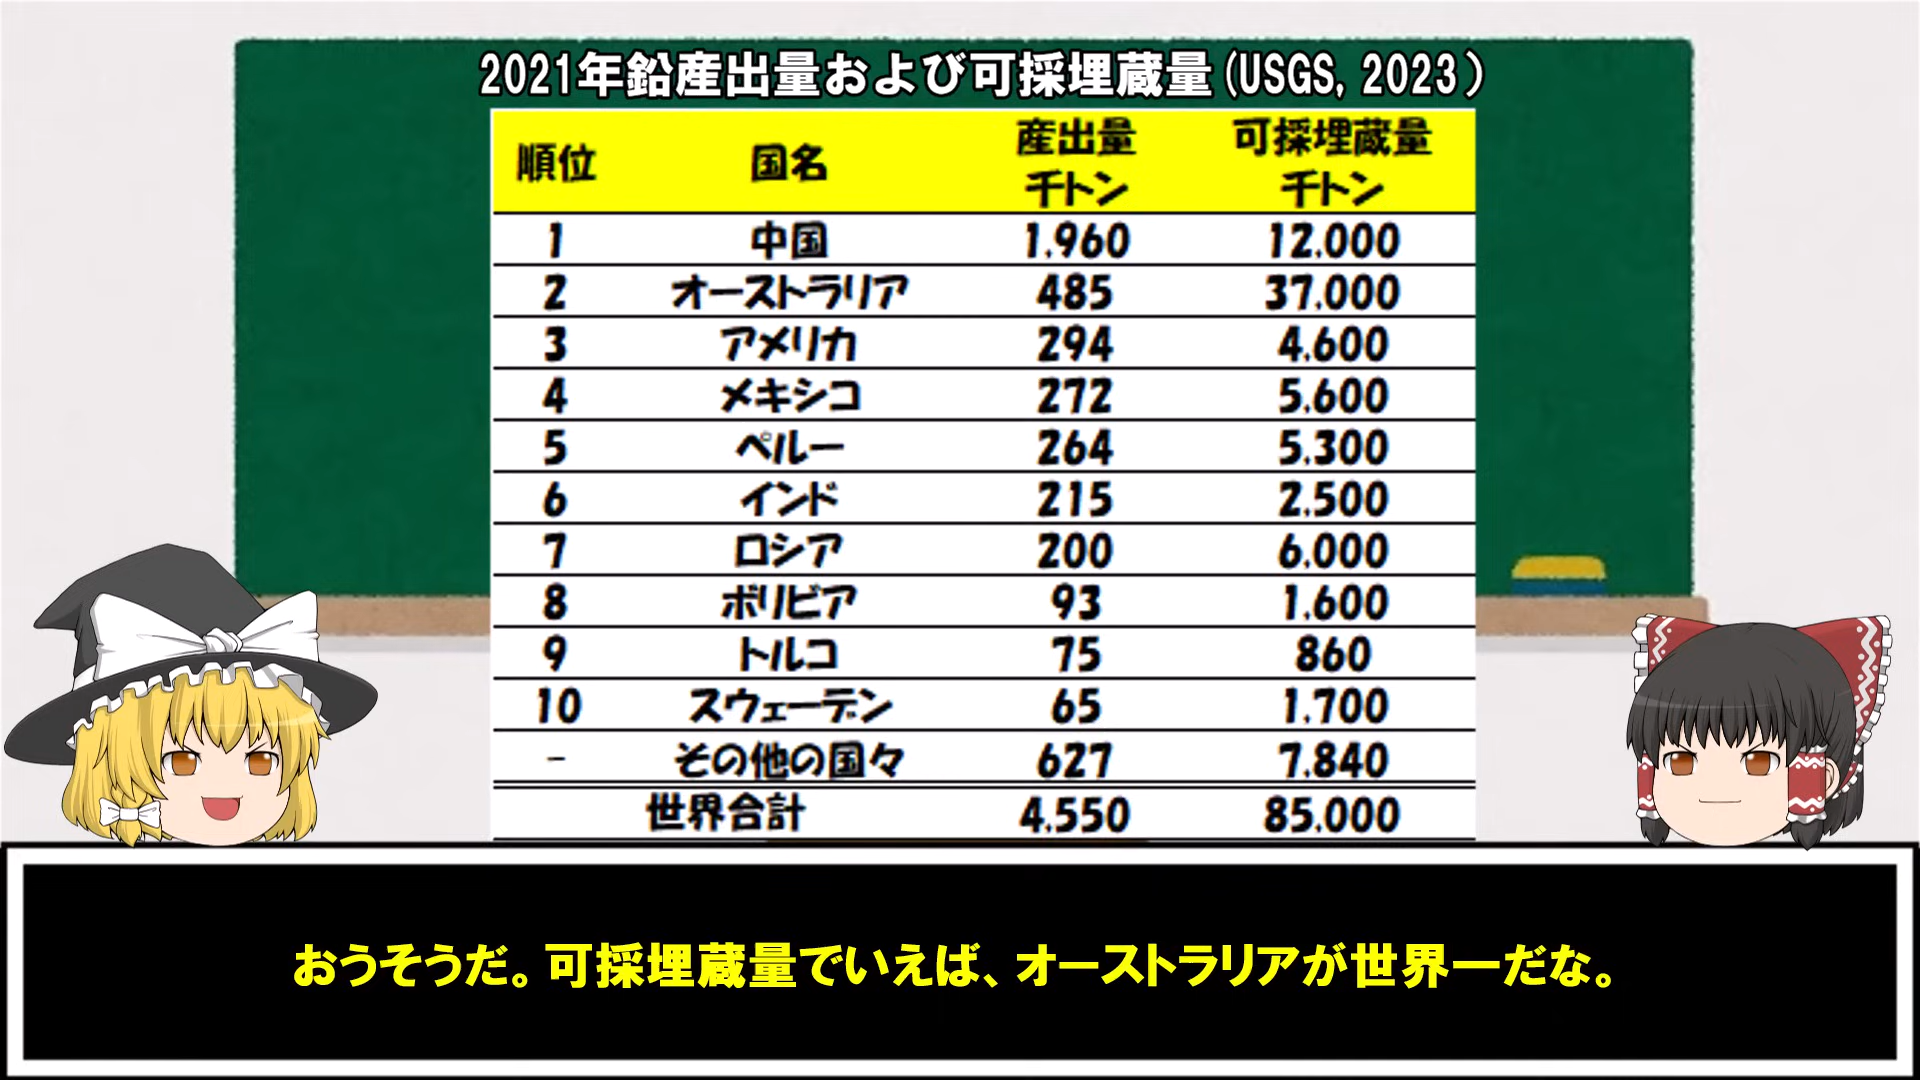 2021年鉛産出量および可採埋蔵量(USGS, 2023)
順位 国名 産出量 千トン 可採埋蔵量 千トン
1 中国 1,960 12,000
2 オーストラリア 485 37,000
3 アメリカ 294 4,600
4 メキシコ 272 5,600
5 ペルー 264 5,300
6 インド 215 2,500
7 ロシア 200 6,000
8 ボリビア 93 1,600
9 トルコ 75 860
10 スウェーデン 65 1,700
- その他の国々 627 7,840
世界合計 4,550 85,000
おうそうだ。可採埋蔵量でいえば、オーストラリアが世界一だな。